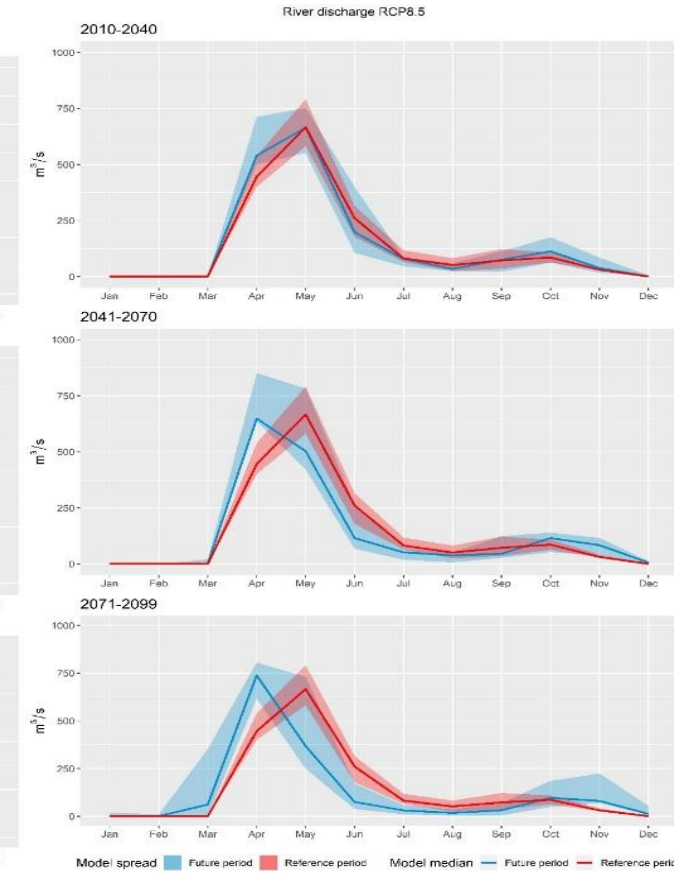 River discharge RCP8.5
2010-2040
1000
750
500
250
0
m³/s
Jan Feb Mar Apr May Jun Jul Aug Sep Oct Nov Dec
2041-2070
1000
750
500
250
0
m³/s
Jan Feb Mar Apr May Jun Jul Aug Sep Oct Nov Dec
2071-2099
1000
750
500
250
0
m³/s
Jan Feb Mar Apr May Jun Jul Aug Sep Oct Nov Dec
Model spread Future period Reference period Model median Future period Reference perio